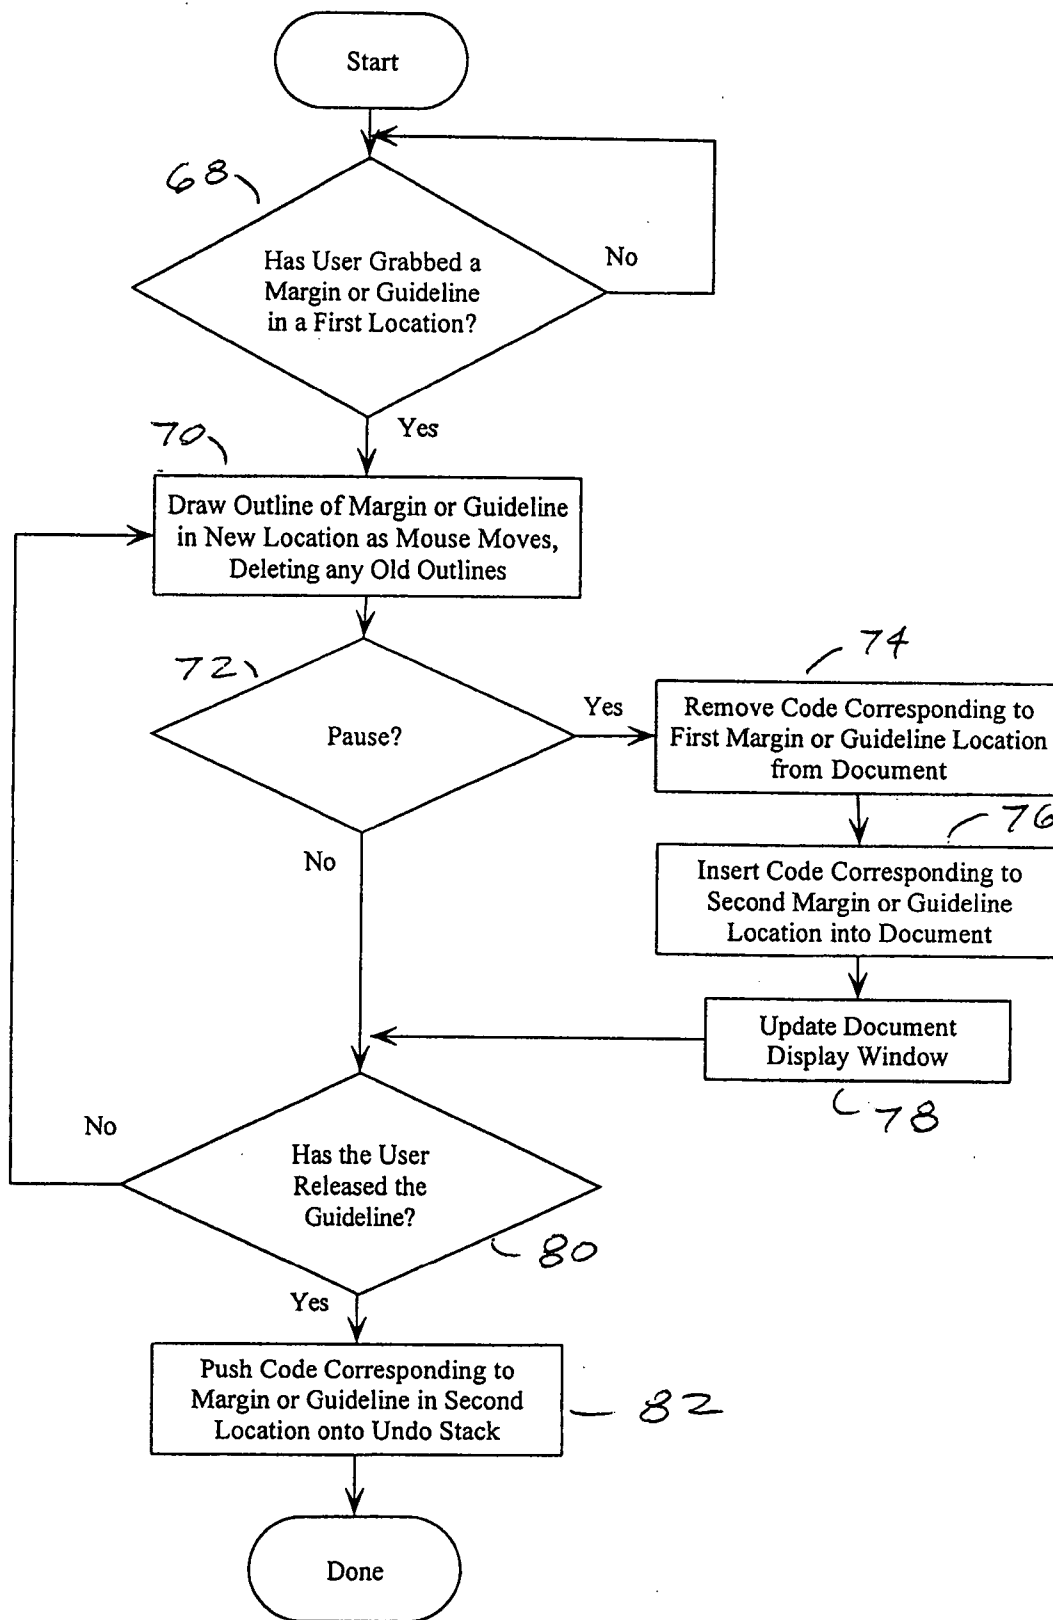 Start
68
Has User Grabbed a
Margin or Guideline
in a First Location?
No
Yes
70
Draw Outline of Margin or Guideline
in New Location as Mouse Moves,
Deleting any Old Outlines
72
Pause?
Yes
No
74
Remove Code Corresponding to
First Margin or Guideline Location
from Document
76
Insert Code Corresponding to
Second Margin or Guideline
Location into Document
Update Document
Display Window
78
No
Has the User
Released the
Guideline?
80
Yes
Push Code Corresponding to
Margin or Guideline in Second
Location onto Undo Stack
82
Done